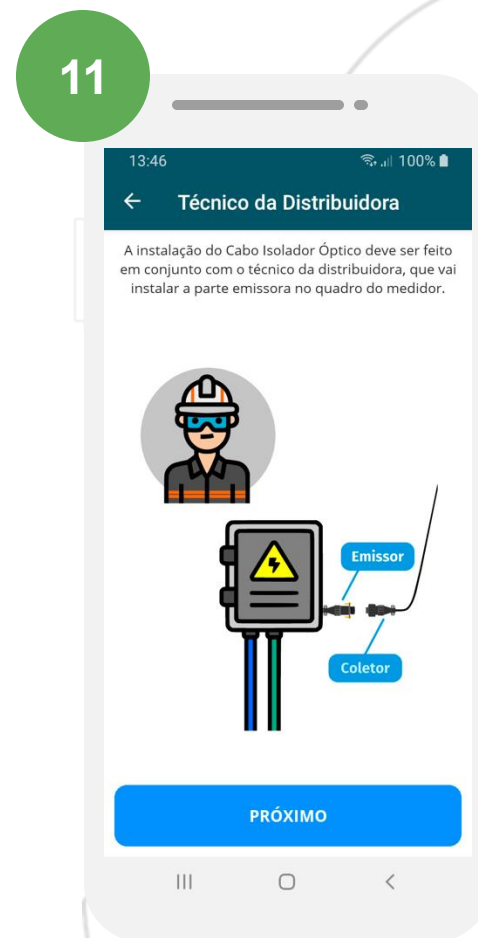 11
13:46
100%
Técnico da Distribuidora
A instalação do Cabo Isolador Óptico deve ser feito
em conjunto com o técnico da distribuidora, que vai
instalar a parte emissora no quadro do medidor.
Emissor
Coletor
PRÓXIMO